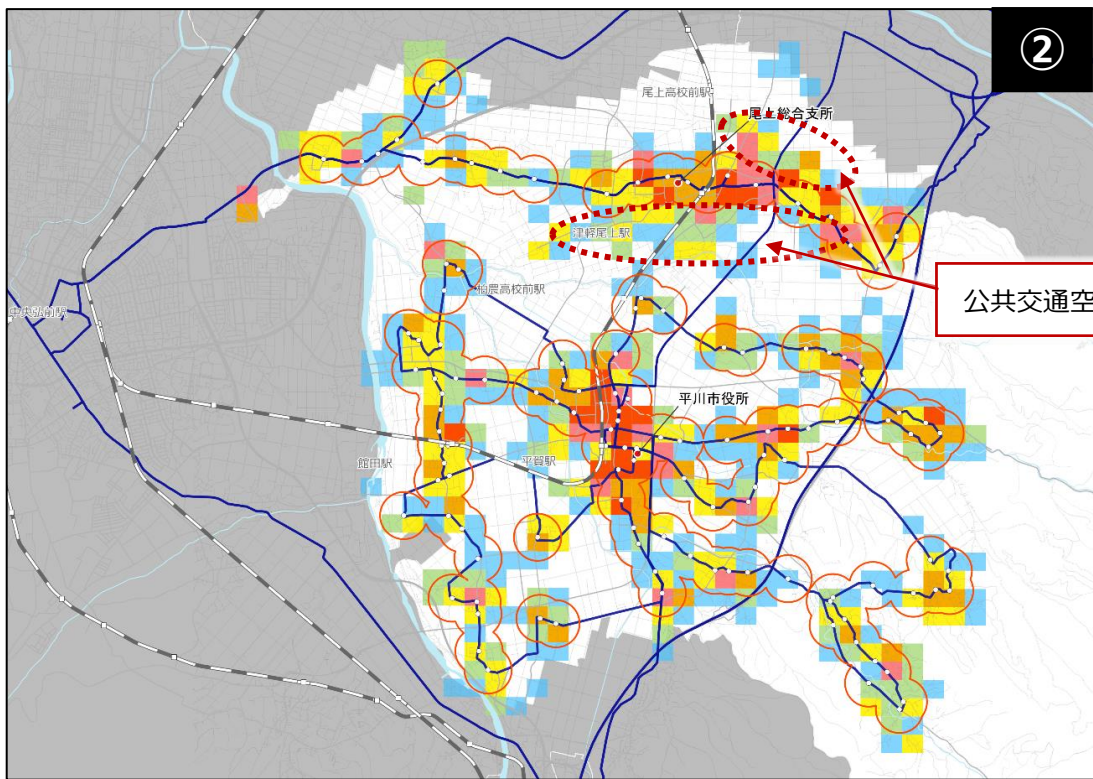 ②
尾上高校前駅
尾上総合支所
津軽尾上駅
柏農高校前駅
公共交通空
中央弘前駅
平川市役所
館田駅
平賀駅